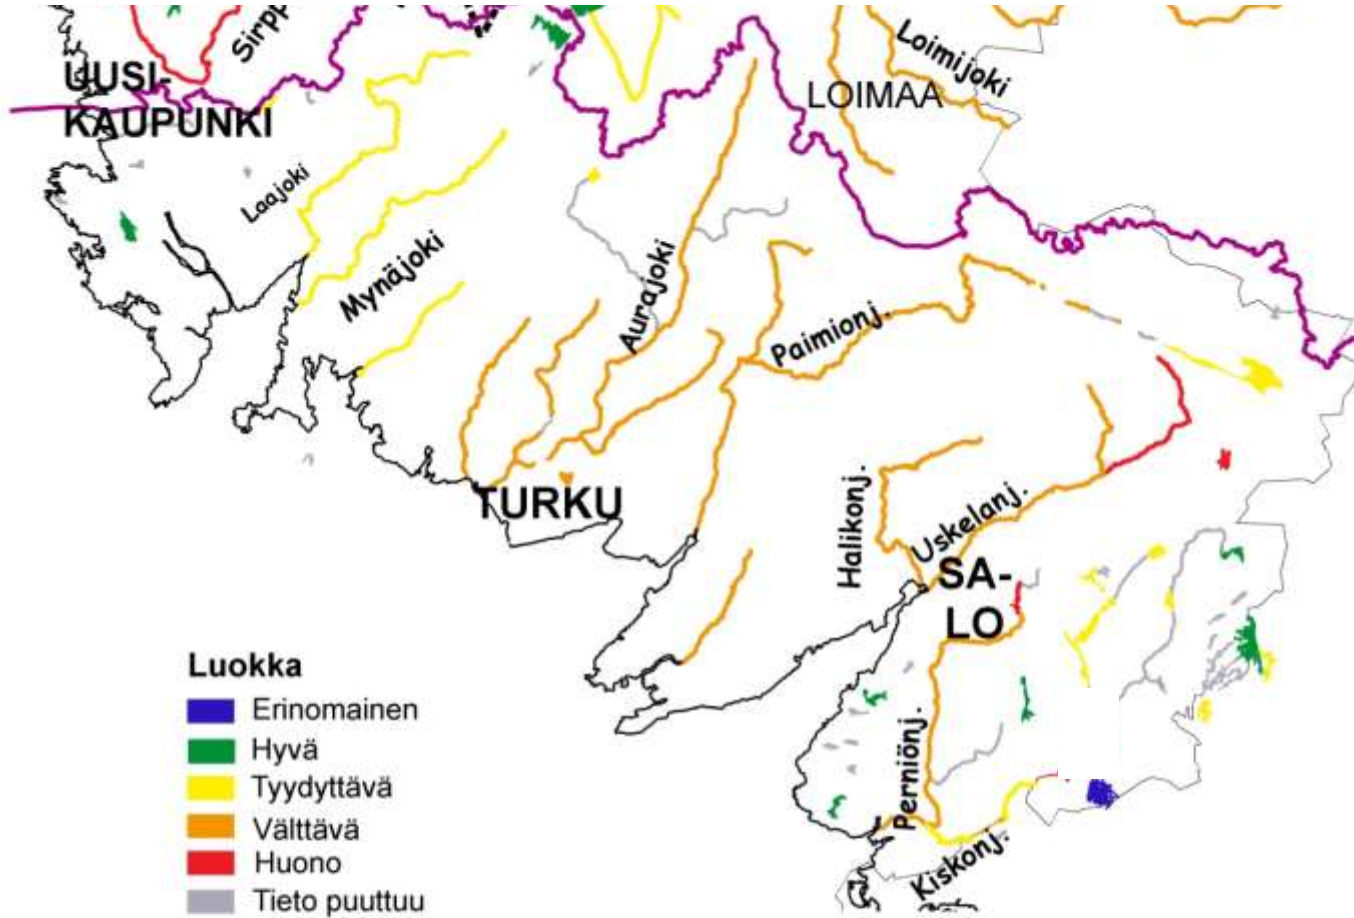 Sirpp
UUSI-
KAUPUNKI
Loimijoki
LOIMAA
Laajoki
Mynäjoki
Aurajoki
Paimionj.
TURKU
Halikonj.
Uskelanj.
SA-
LO
Perniönj.
Kiskonj.
Luokka
Erinomainen
Hyvä
Tyydyttävä
Välttävä
Huono
Tieto puuttuu